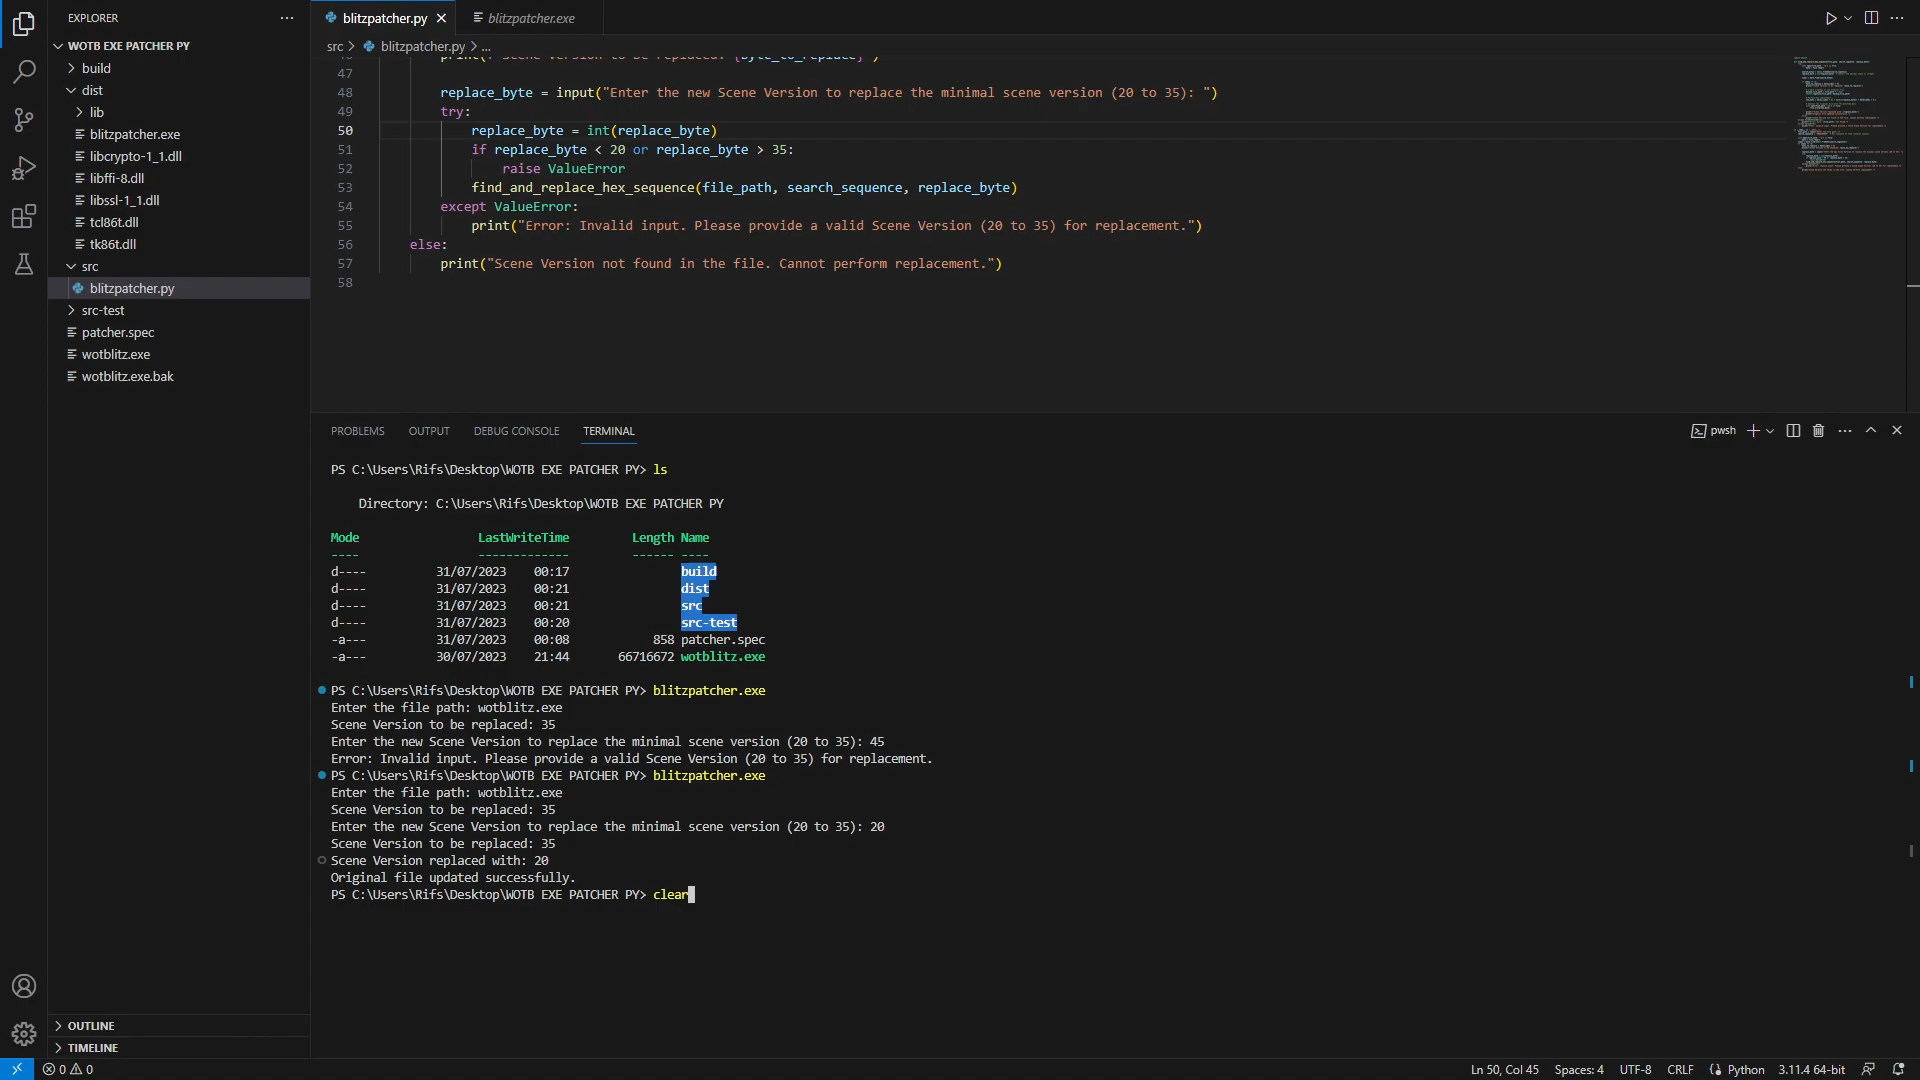 EXPLORER
WOTB EXE PATCHER PY
build
dist
lib
blitzpatcher.exe
libcrypto-1_1.dll
libffi-8.dll
libssl-1_1.dll
tcl86t.dll
tk86t.dll
src
blitzpatcher.py
src-test
patcher.spec
wotblitz.exe
wotblitz.exe.bak
OUTLINE
TIMELINE
blitzpatcher.py
blitzpatcher.exe
src > blitzpatcher.py > ...
47
48 replace_byte = input("Enter the new Scene Version to replace the minimal scene version (20 to 35): ")
49 try:
50 replace_byte = int(replace_byte)
51 if replace_byte < 20 or replace_byte > 35:
52 raise ValueError
53 find_and_replace_hex_sequence(file_path, search_sequence, replace_byte)
54 except ValueError:
55 print("Error: Invalid input. Please provide a valid Scene Version (20 to 35) for replacement.")
56 else:
57 print("Scene Version not found in the file. Cannot perform replacement.")
58
PROBLEMS OUTPUT DEBUG CONSOLE TERMINAL
pwsh
PS C:\Users\Rifs\Desktop\WOTB EXE PATCHER PY> ls
Directory: C:\Users\Rifs\Desktop\WOTB EXE PATCHER PY
Mode LastWriteTime Length Name
---- ------------- ------ ----
d---- 31/07/2023 00:17 build
d---- 31/07/2023 00:21 dist
d---- 31/07/2023 00:21 src
d---- 31/07/2023 00:20 src-test
-a--- 31/07/2023 00:08 858 patcher.spec
-a--- 30/07/2023 21:44 66716672 wotblitz.exe
PS C:\Users\Rifs\Desktop\WOTB EXE PATCHER PY> blitzpatcher.exe
Enter the file path: wotblitz.exe
Scene Version to be replaced: 35
Enter the new Scene Version to replace the minimal scene version (20 to 35): 45
Error: Invalid input. Please provide a valid Scene Version (20 to 35) for replacement.
PS C:\Users\Rifs\Desktop\WOTB EXE PATCHER PY> blitzpatcher.exe
Enter the file path: wotblitz.exe
Scene Version to be replaced: 35
Enter the new Scene Version to replace the minimal scene version (20 to 35): 20
Scene Version to be replaced: 35
Scene Version replaced with: 20
Original file updated successfully.
PS C:\Users\Rifs\Desktop\WOTB EXE PATCHER PY> clear
0 0
Ln 50, Col 45 Spaces: 4 UTF-8 CRLF Python 3.11.4 64-bit